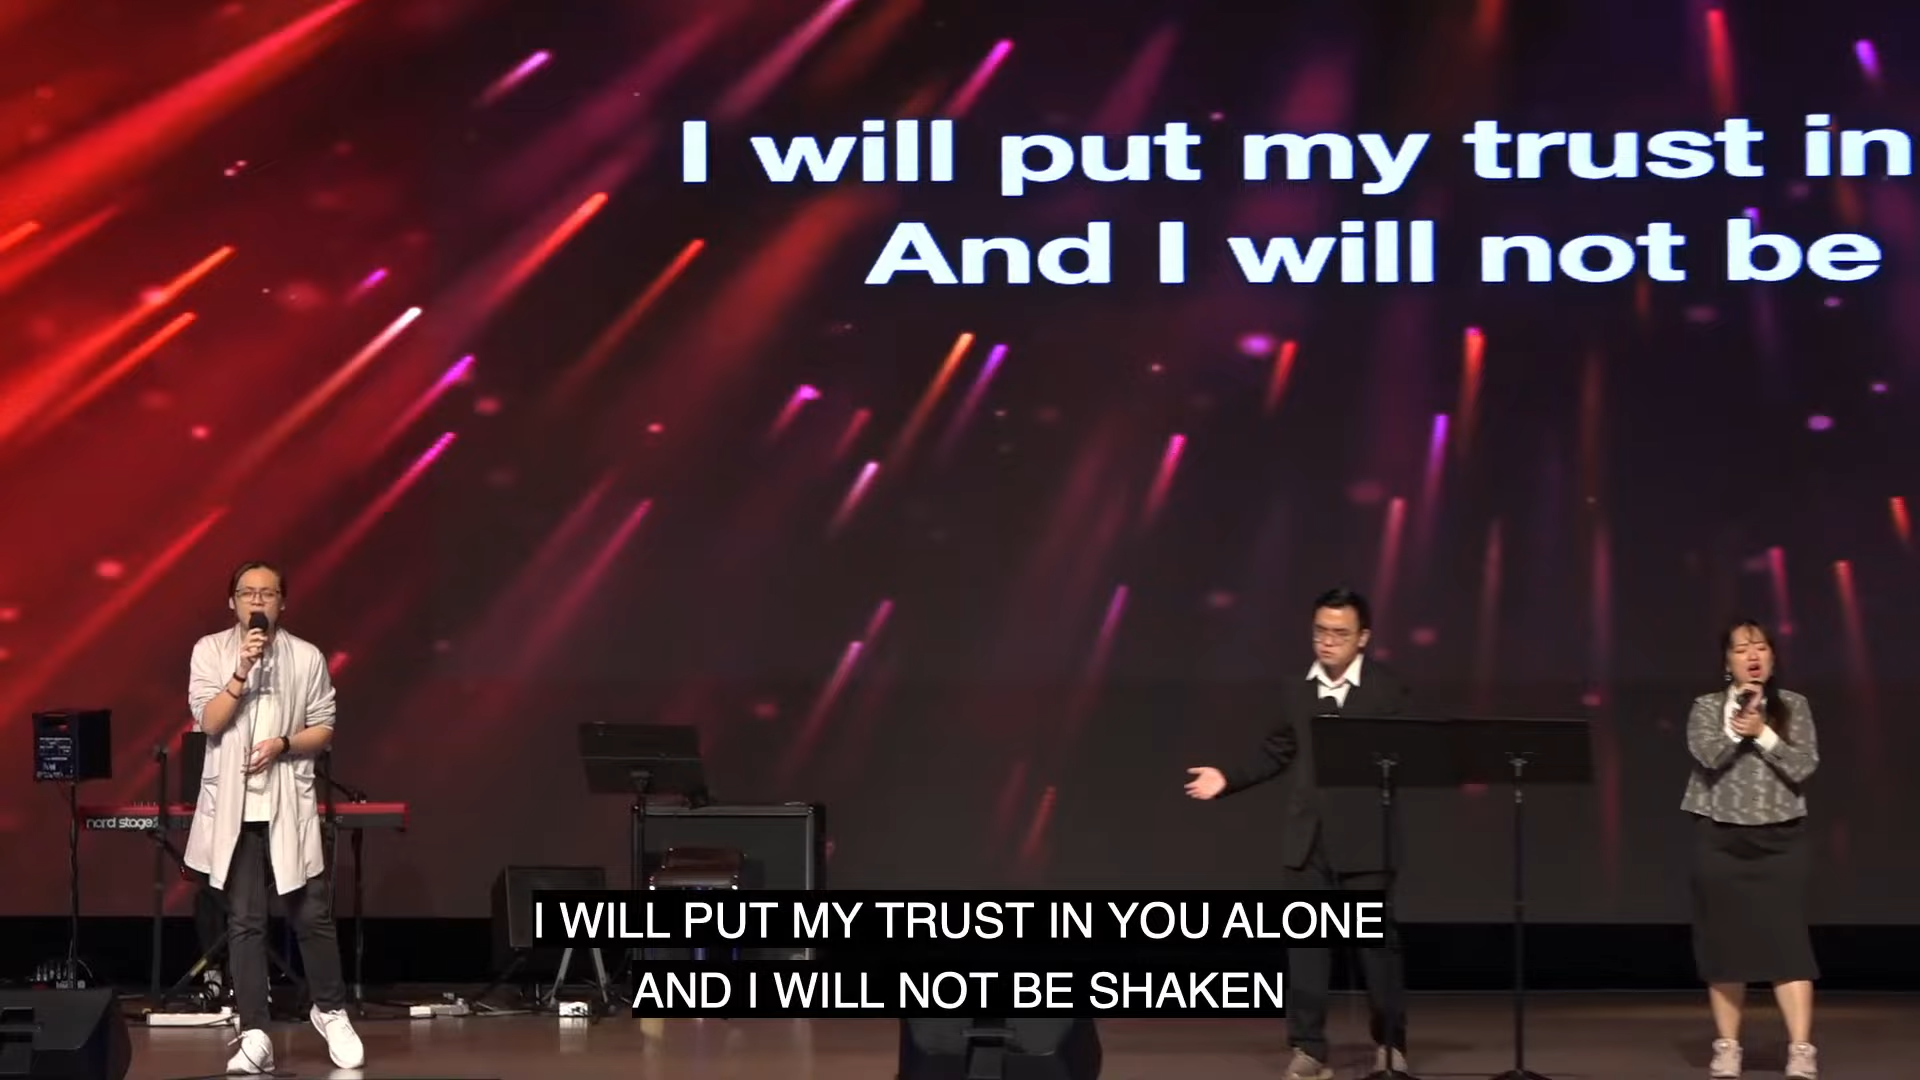 I will put my trust in
And I will not be
nord stage
I WILL PUT MY TRUST IN YOU ALONE
AND I WILL NOT BE SHAKEN